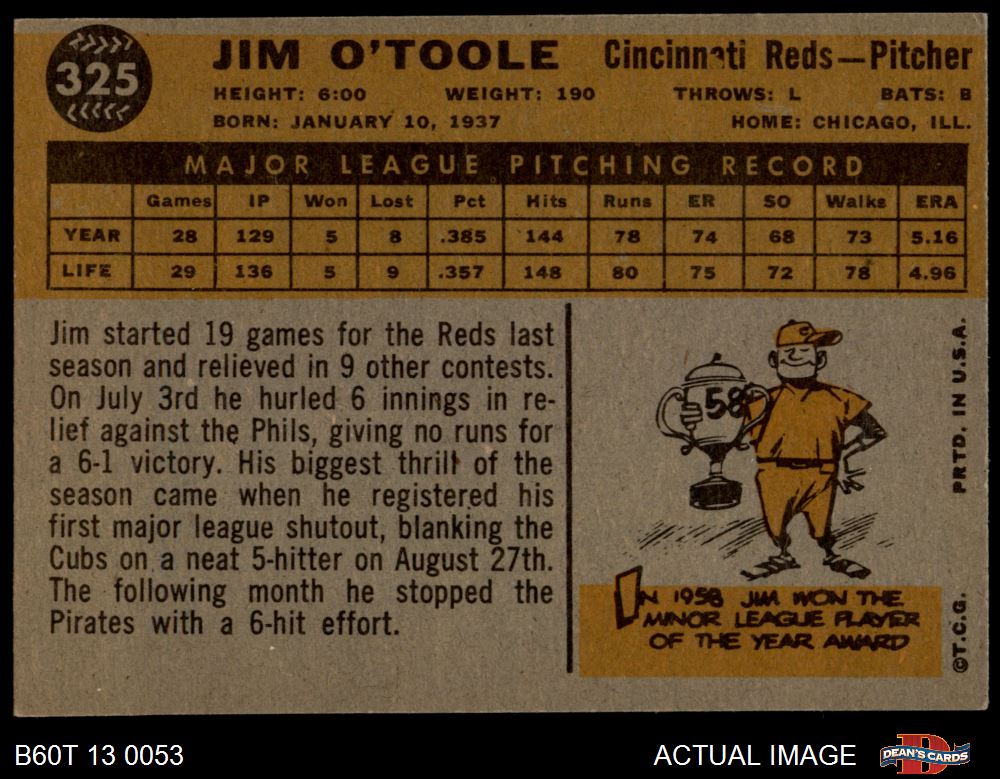 325
JIM O'TOOLE Cincinnati Reds—Pitcher
HEIGHT: 6:00 WEIGHT: 190 THROWS: L BATS: B
BORN: JANUARY 10, 1937 HOME: CHICAGO, ILL.
MAJOR LEAGUE PITCHING RECORD
Games IP Won Lost Pct Hits Runs ER SO Walks ERA
YEAR 28 129 5 8 .385 144 78 74 68 73 5.16
LIFE 29 136 5 9 .357 148 80 75 72 78 4.96
Jim started 19 games for the Reds last
season and relieved in 9 other contests.
On July 3rd he hurled 6 innings in re-
lief against the Phils, giving no runs for
a 6-1 victory. His biggest thrill of the
season came when he registered his
first major league shutout, blanking the
Cubs on a neat 5-hitter on August 27th.
The following month he stopped the
Pirates with a 6-hit effort.
C
58
IN 1958 JIM WON THE
MINOR LEAGUE PLAYER
OF THE YEAR AWARD
PRTD. IN U.S.A.
©T.C.G.
B60T 13 0053
ACTUAL IMAGE
D
DEAN'S CARDS